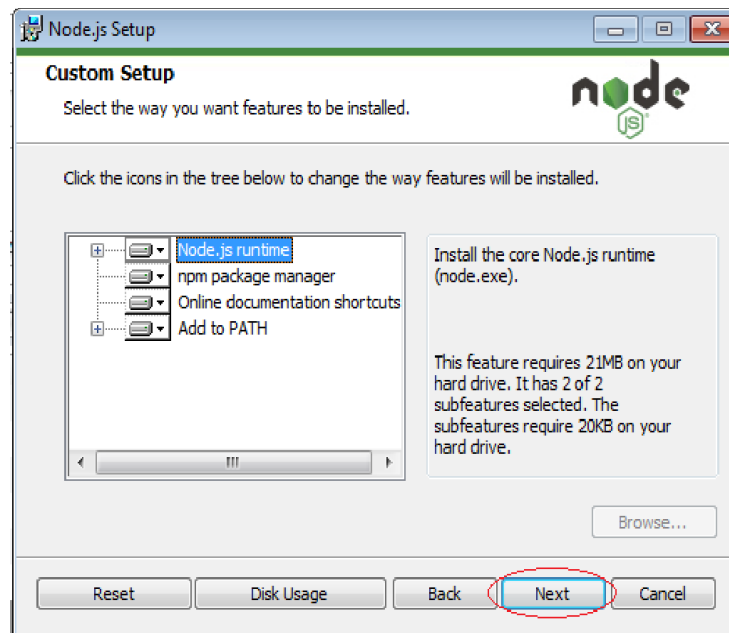 Node.js Setup
Custom Setup
Select the way you want features to be installed.
node
JS
Click the icons in the tree below to change the way features will be installed.
Node.js runtime
npm package manager
Online documentation shortcuts
Add to PATH
Install the core Node.js runtime
(node.exe).
This feature requires 21MB on your
hard drive. It has 2 of 2
subfeatures selected. The
subfeatures require 20KB on your
hard drive.
Browse...
Reset
Disk Usage
Back
Next
Cancel